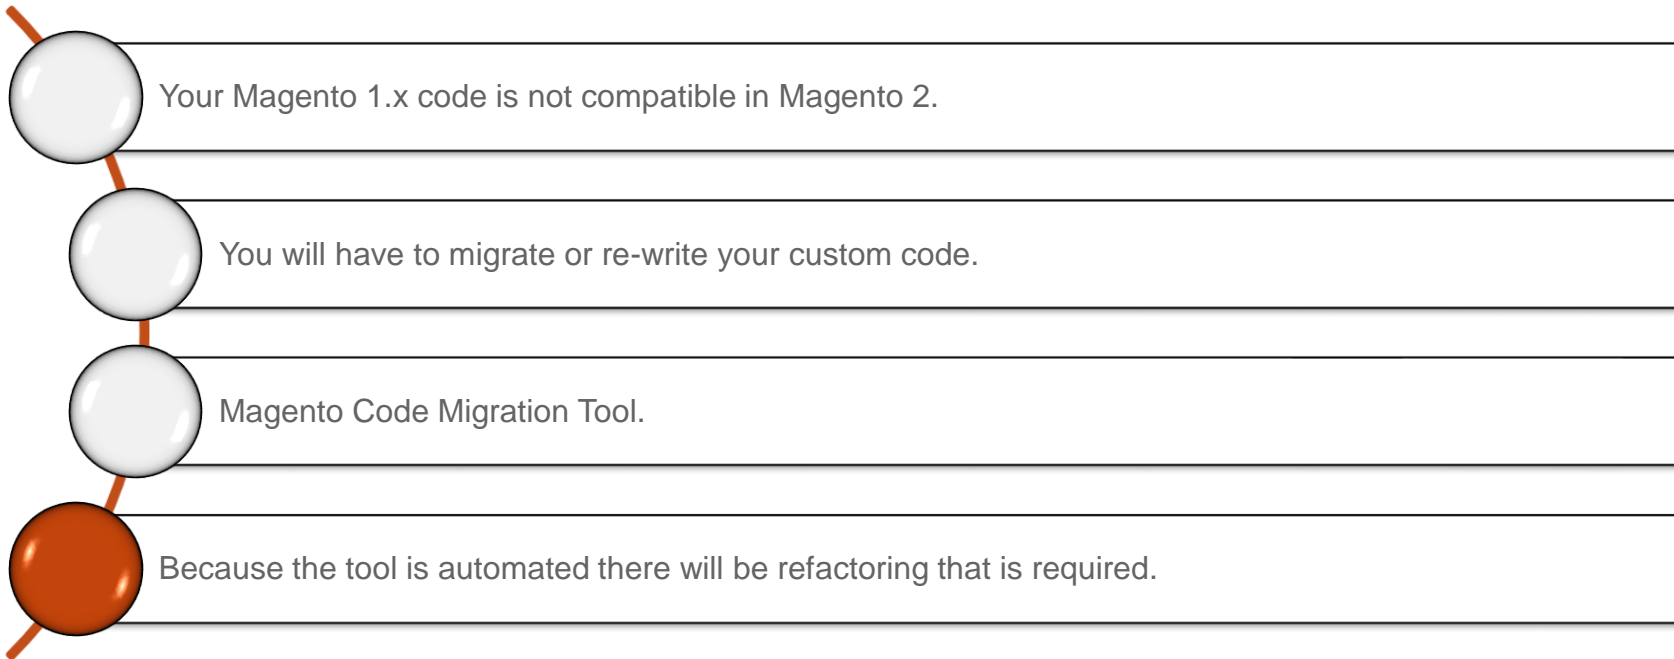 Your Magento 1.x code is not compatible in Magento 2.
You will have to migrate or re-write your custom code.
Magento Code Migration Tool.
Because the tool is automated there will be refactoring that is required.